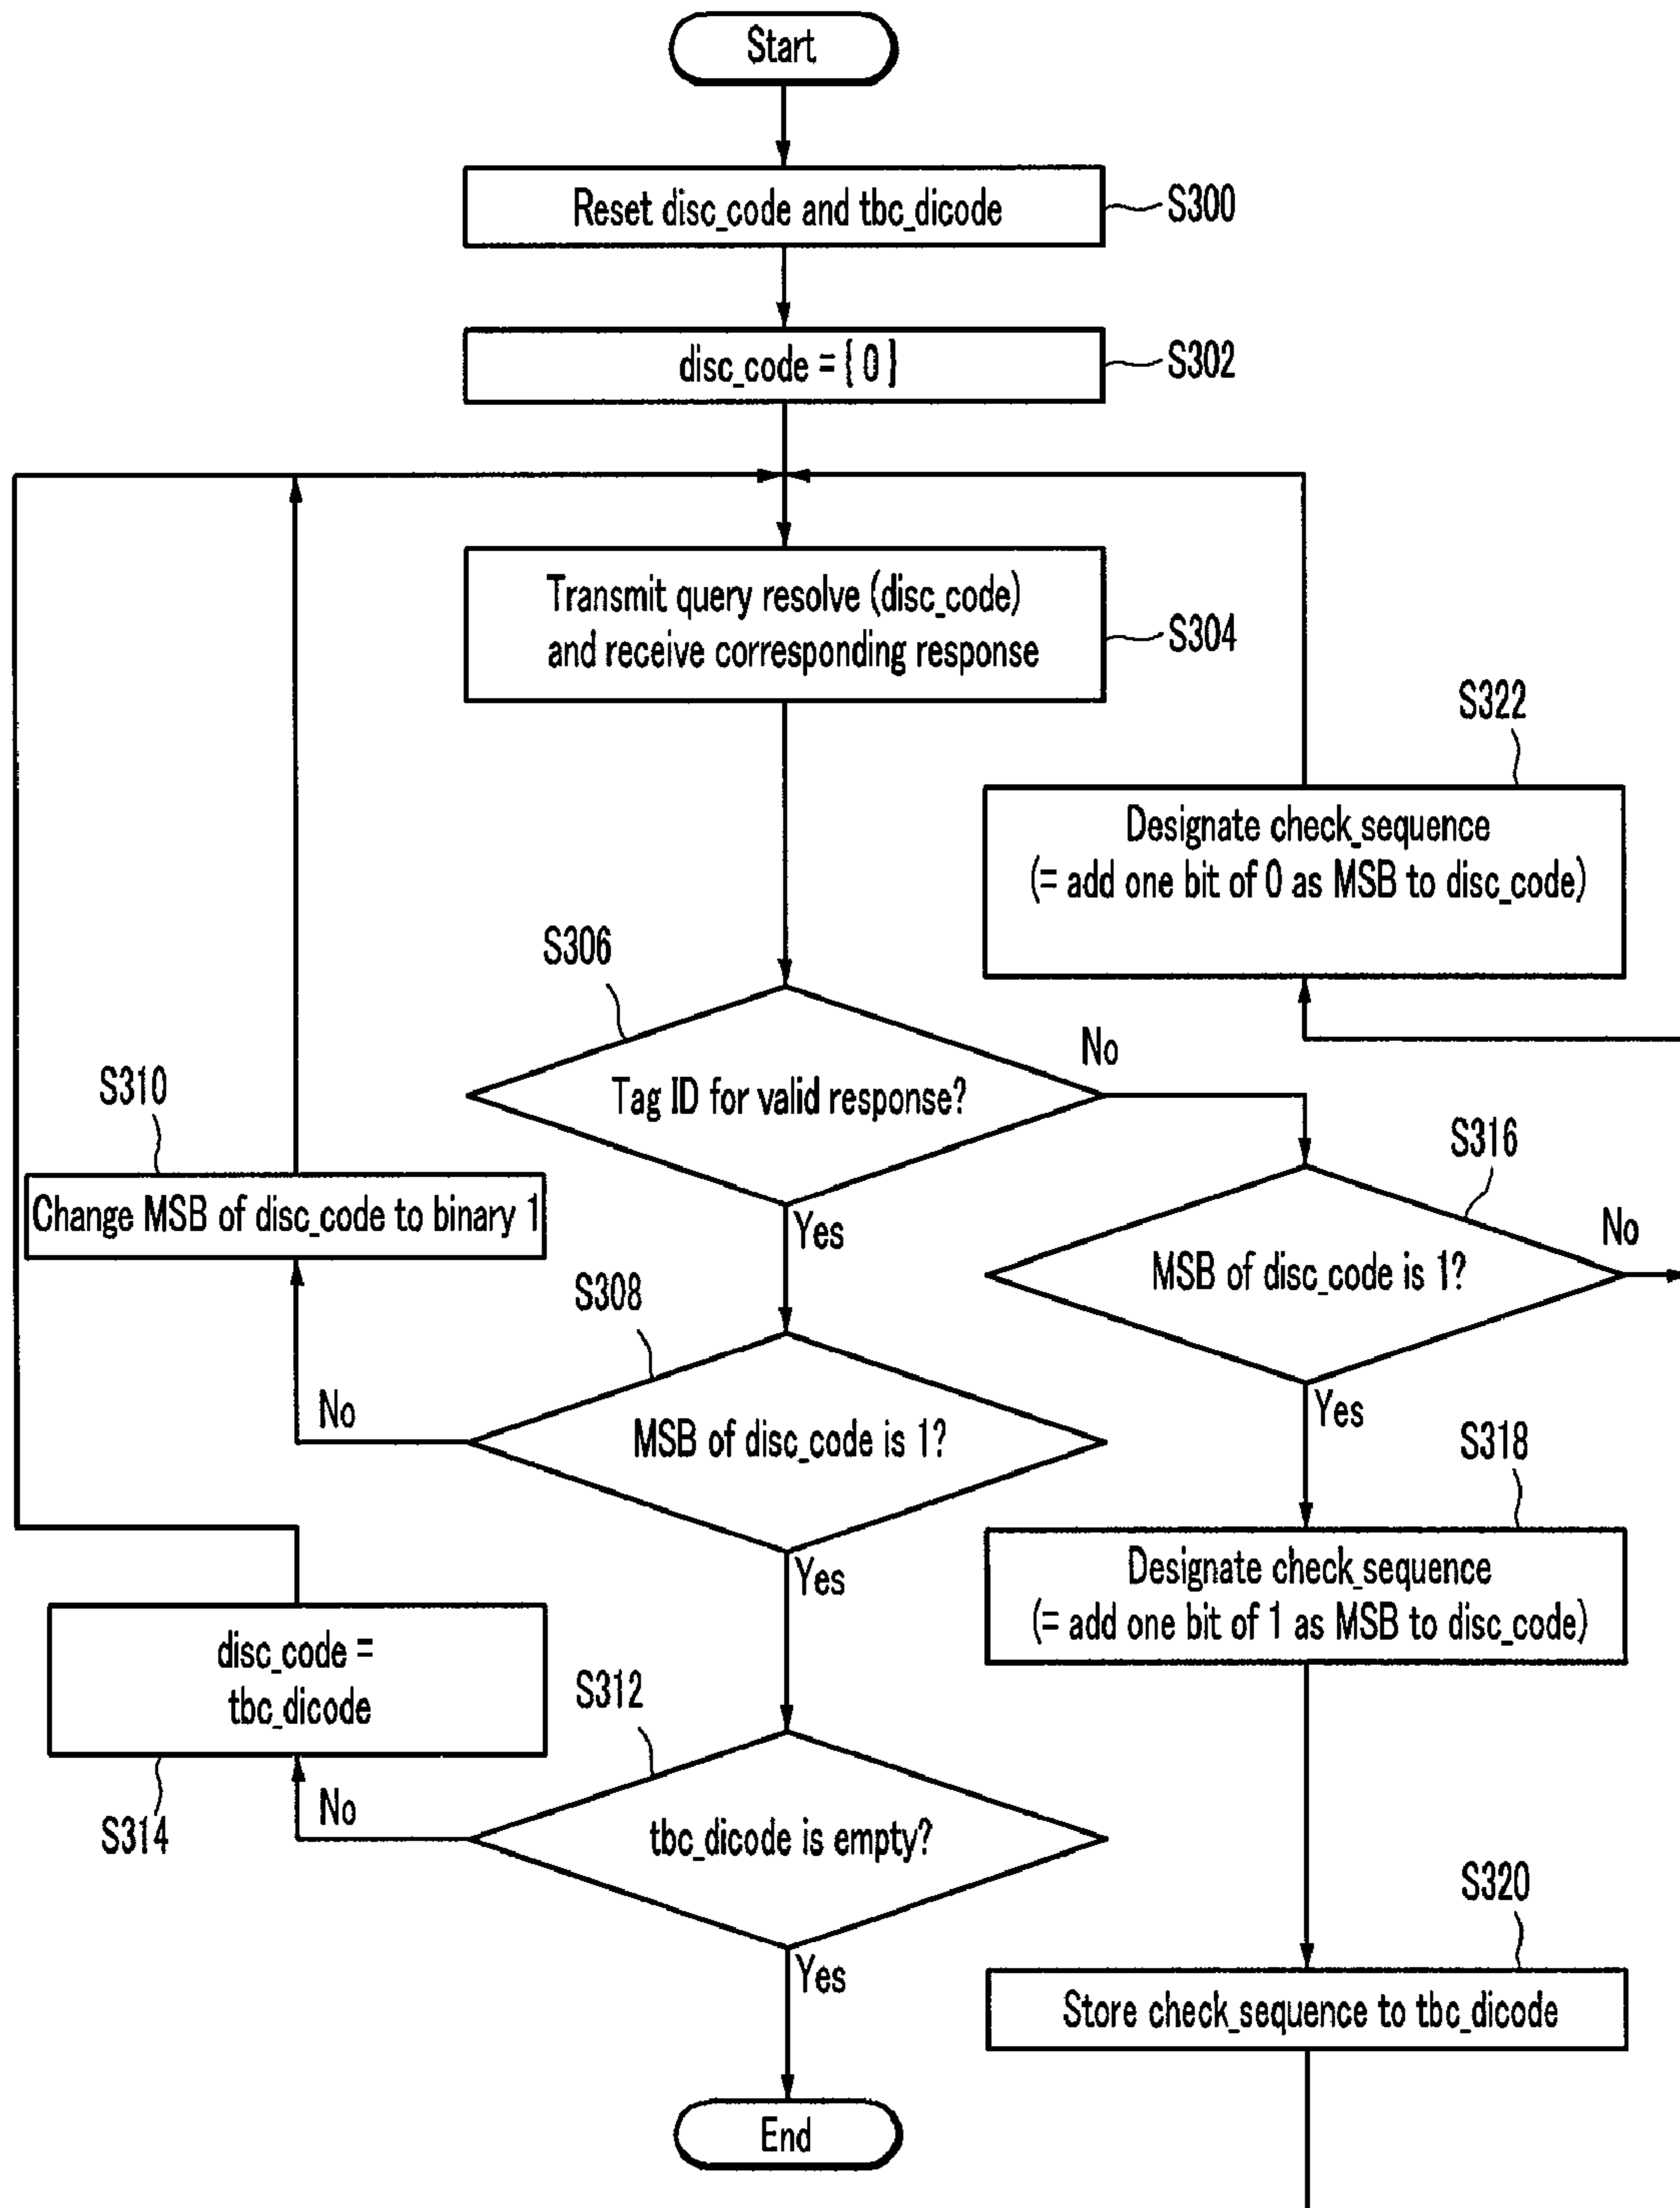 Start
Reset disc_code and tbc_dicode
S300
disc_code = { 0 }
S302
Transmit query resolve (disc_code)
and receive corresponding response
S304
S322
Designate check_sequence
(= add one bit of 0 as MSB to disc_code)
S306
Tag ID for valid response?
No
Yes
S310
Change MSB of disc_code to binary 1
S316
MSB of disc_code is 1?
No
Yes
S308
MSB of disc_code is 1?
No
Yes
S318
Designate check_sequence
(= add one bit of 1 as MSB to disc_code)
disc_code =
tbc_dicode
S314
S312
tbc_dicode is empty?
No
Yes
S320
Store check_sequence to tbc_dicode
End